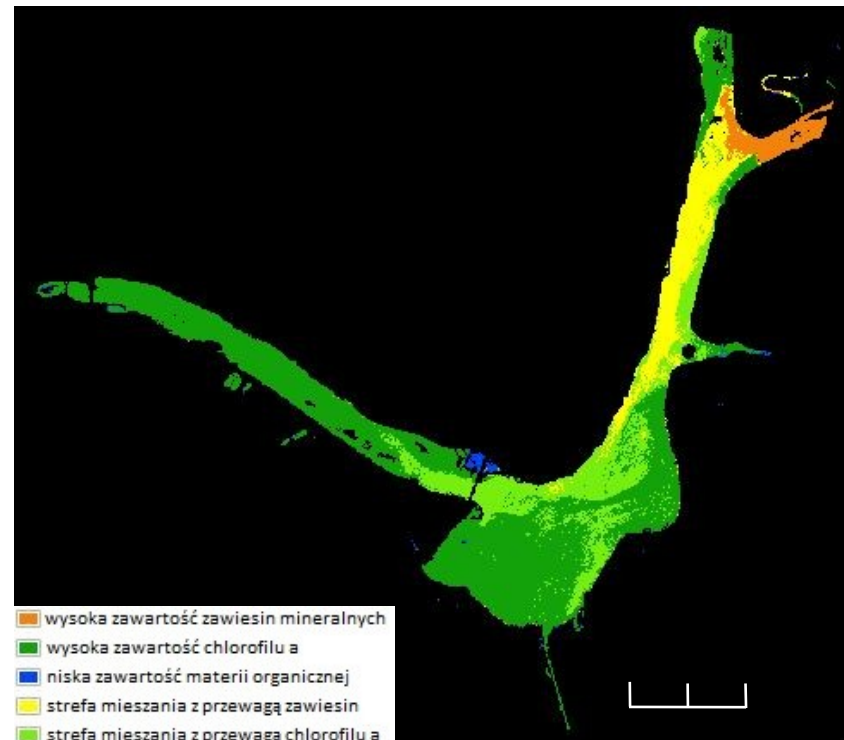 wysoka zawartość zawiesin mineralnych
wysoka zawartość chlorofilu a
niska zawartość materii organicznej
strefa mieszania z przewagą zawiesin
strefa mieszania z przewagą chlorofilu a